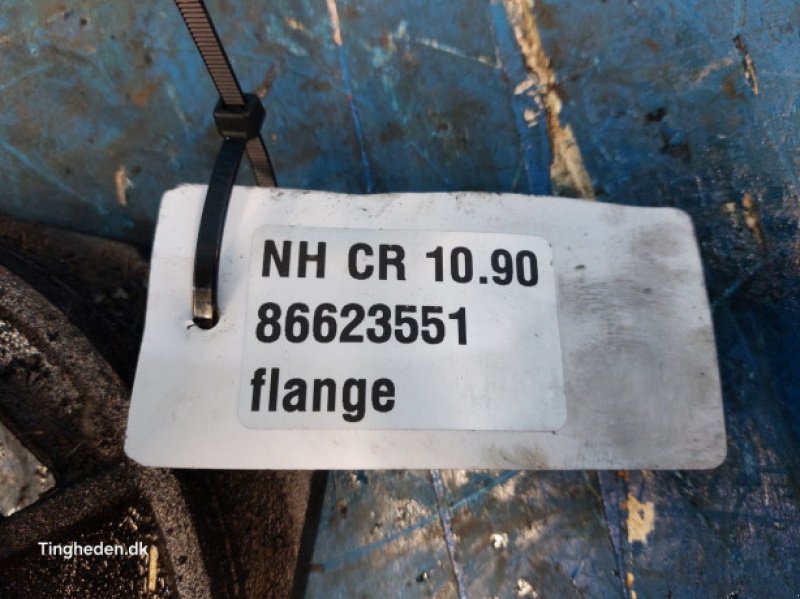 NH CR 10.90
86623551
flange
Tingheden.dk